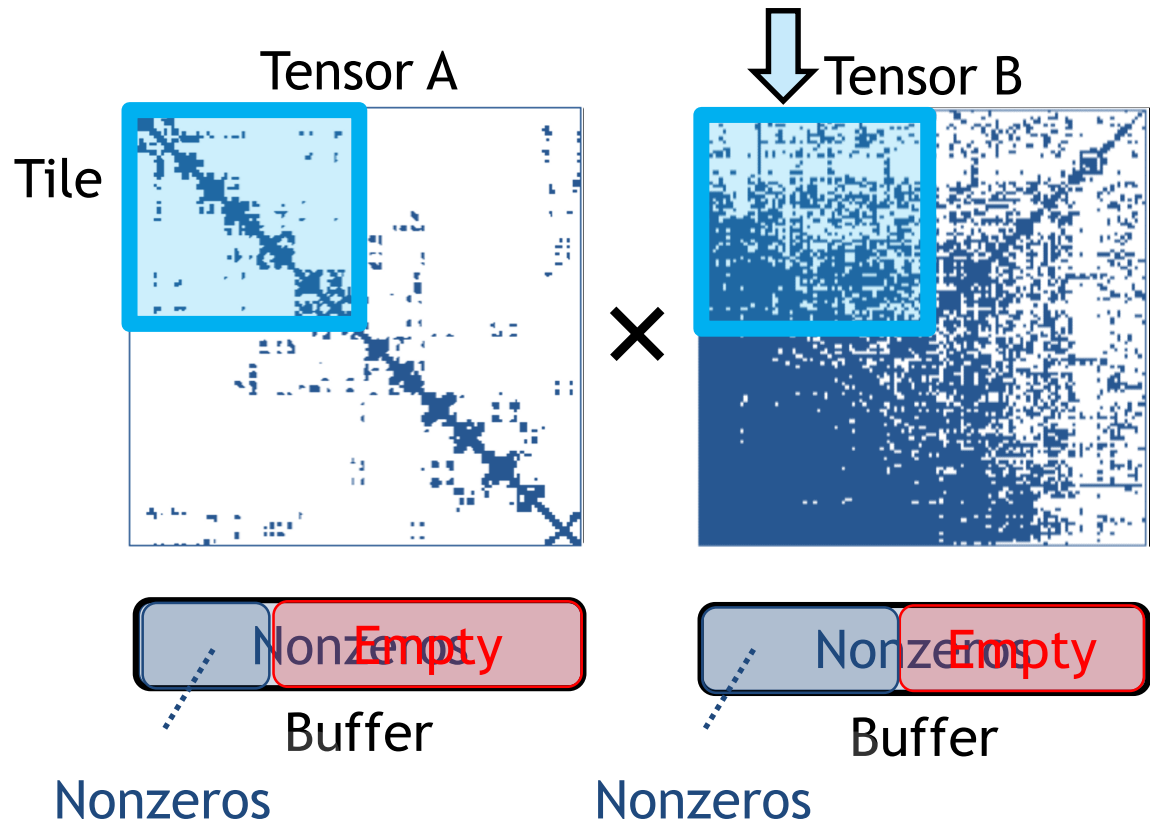 Tensor A
Tensor B
Tile
×
Nonzeros
Empty
Nonzeros
Empty
Buffer
Buffer
Nonzeros
Nonzeros